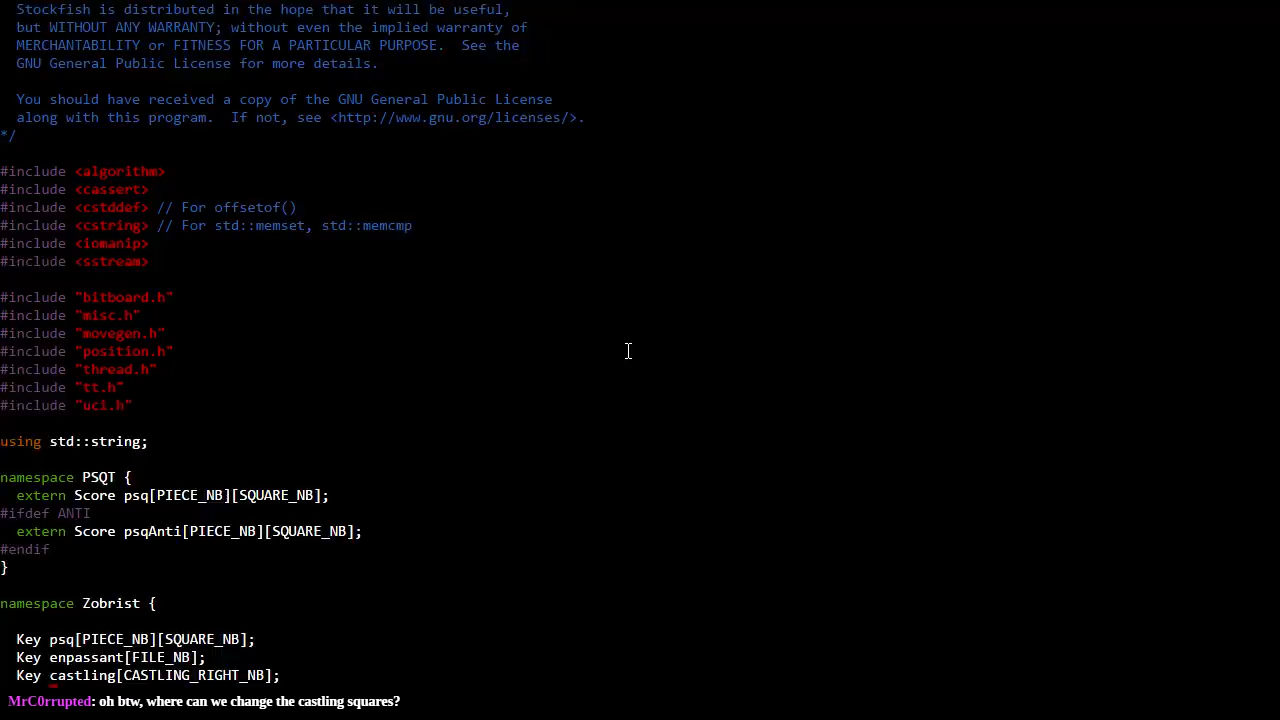 Stockfish is distributed in the hope that it will be useful,
but WITHOUT ANY WARRANTY; without even the implied warranty of
MERCHANTABILITY or FITNESS FOR A PARTICULAR PURPOSE.  See the
GNU General Public License for more details.
You should have received a copy of the GNU General Public License
along with this program.  If not, see <http://www.gnu.org/licenses/>.
*/
#include <algorithm>
#include <cassert>
#include <cstddef> // For offsetof()
#include <cstring> // For std::memset, std::memcmp
#include <iomanip>
#include <sstream>
#include "bitboard.h"
#include "misc.h"
#include "movegen.h"
#include "position.h"
#include "thread.h"
#include "tt.h"
#include "uci.h"
using std::string;
namespace PSQT {
extern Score psq[PIECE_NB][SQUARE_NB];
#ifdef ANTI
extern Score psqAnti[PIECE_NB][SQUARE_NB];
#endif
}
namespace Zobrist {
Key psq[PIECE_NB][SQUARE_NB];
Key enpassant[FILE_NB];
Key castling[CASTLING_RIGHT_NB];
MrC0rrupted: oh btw, where can we change the castling squares?